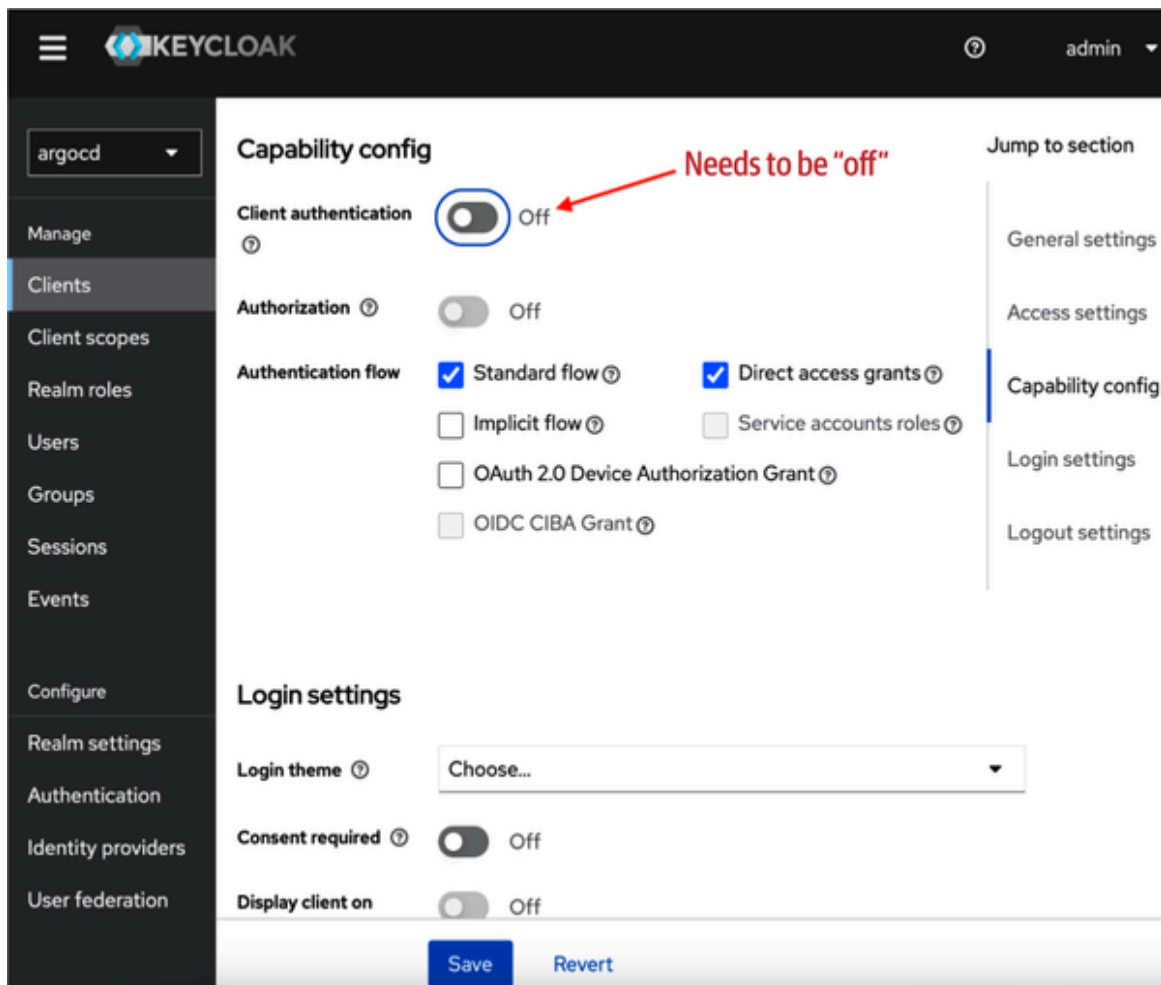 KEYCLOAK
admin
argocd
Manage
Clients
Client scopes
Realm roles
Users
Groups
Sessions
Events
Configure
Realm settings
Authentication
Identity providers
User federation
Capability config
Needs to be “off”
Client authentication
Off
Authorization
Off
Authentication flow
Standard flow
Direct access grants
Implicit flow
Service accounts roles
OAuth 2.0 Device Authorization Grant
OIDC CIBA Grant
Login settings
Login theme
Choose...
Consent required
Off
Display client on
Off
Save
Revert
Jump to section
General settings
Access settings
Capability config
Login settings
Logout settings